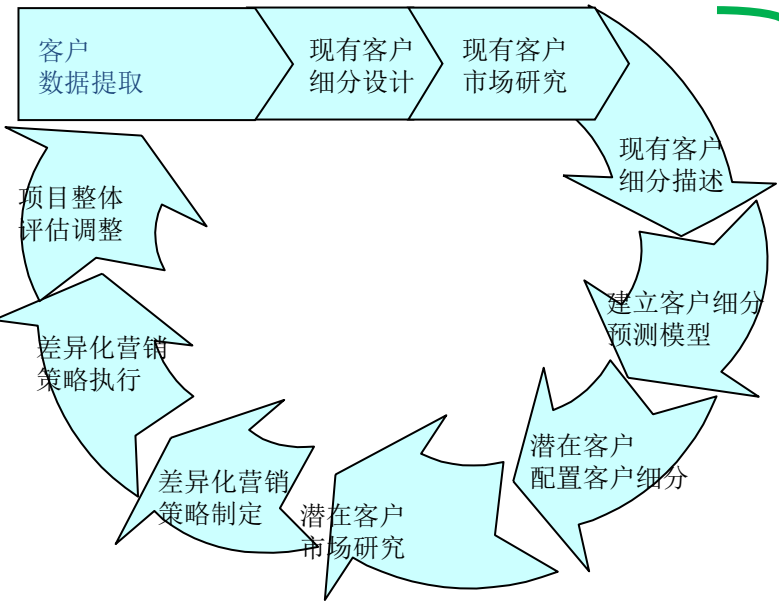 客户
数据提取
现有客户
细分设计
现有客户
市场研究
现有客户
细分描述
建立客户细分
预测模型
潜在客户
配置客户细分
潜在客户
市场研究
差异化营销
策略制定
差异化营销
策略执行
项目整体
评估调整